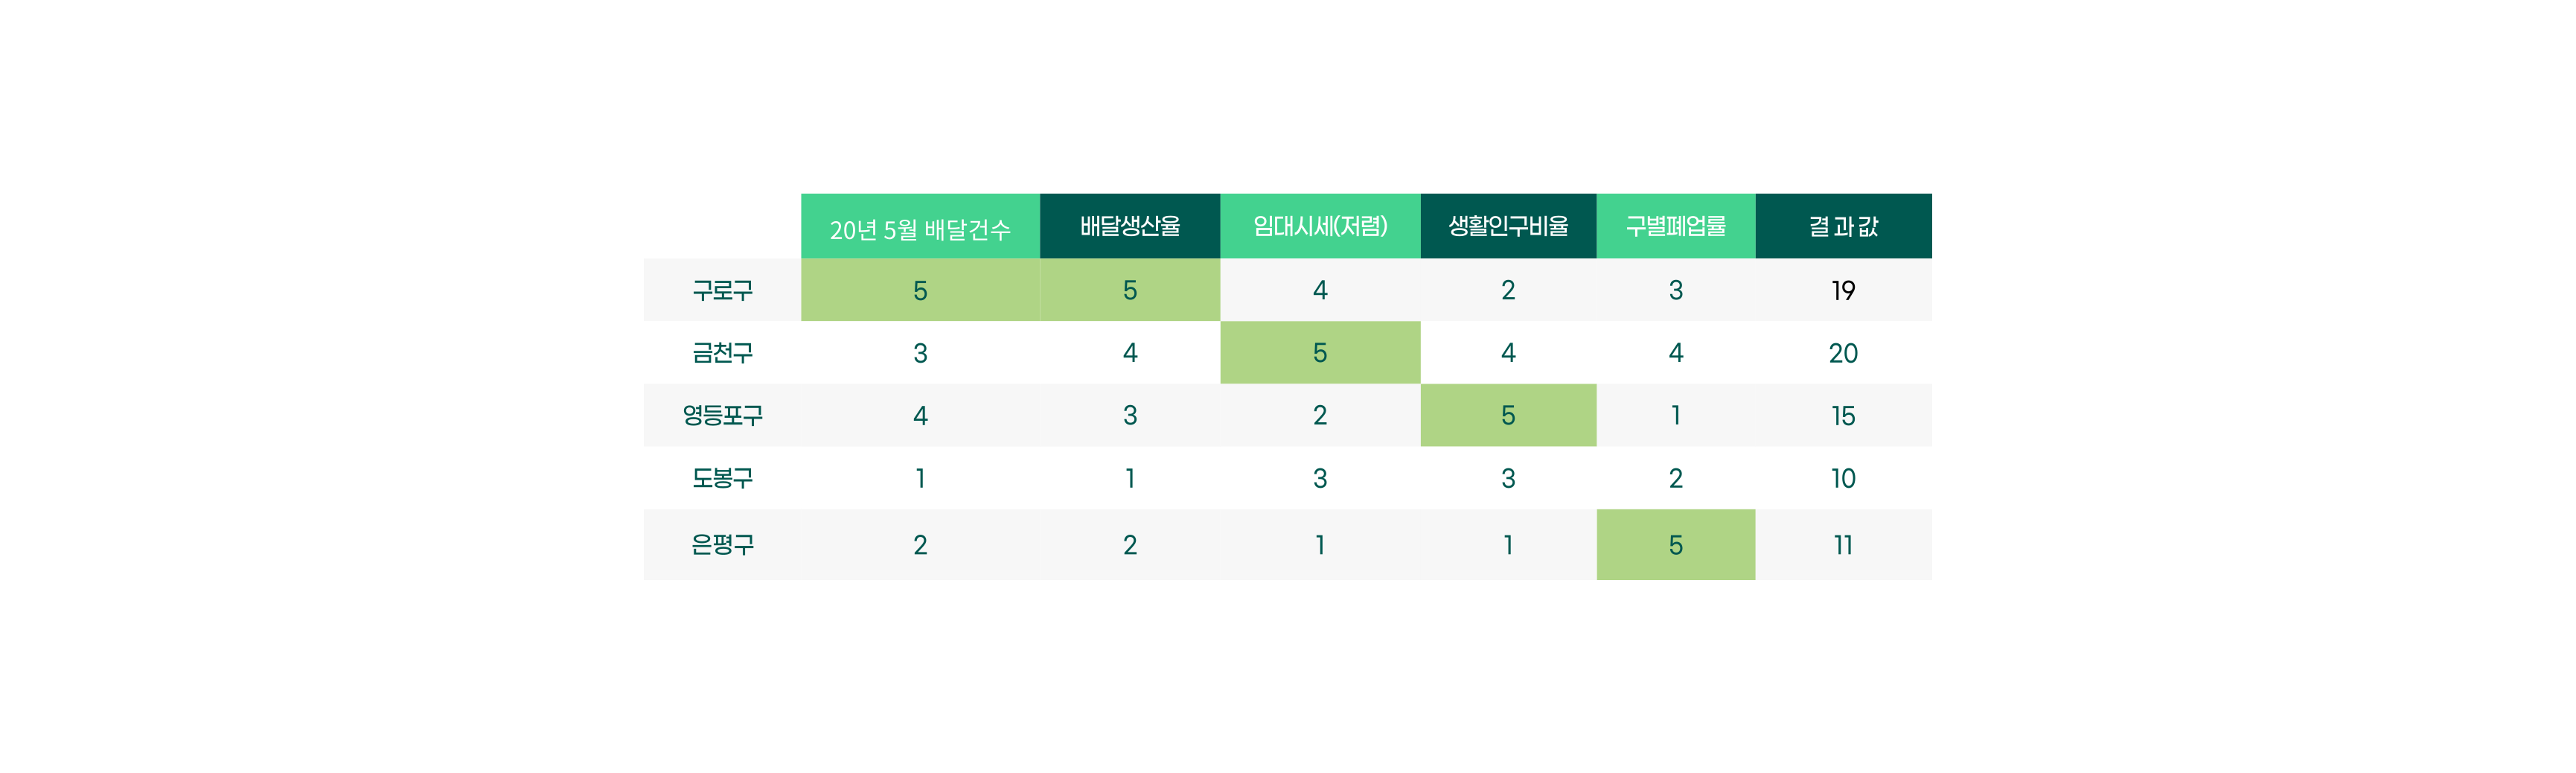 20년 5월 배달건수 배달생산율 임대시세(저렴) 생활인구비율 구별폐업률 결 과 값
구로구 5 5 4 2 3 19
금천구 3 4 5 4 4 20
영등포구 4 3 2 5 1 15
도봉구 1 1 3 3 2 10
은평구 2 2 1 1 5 11